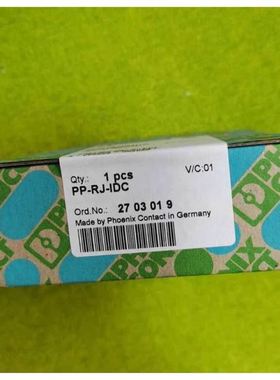 Qty.: 1 pcs V/C:01
PP-RJ-IDC
Ord.No.: 27 03 01 9
Made by Phoenix Contact in Germany